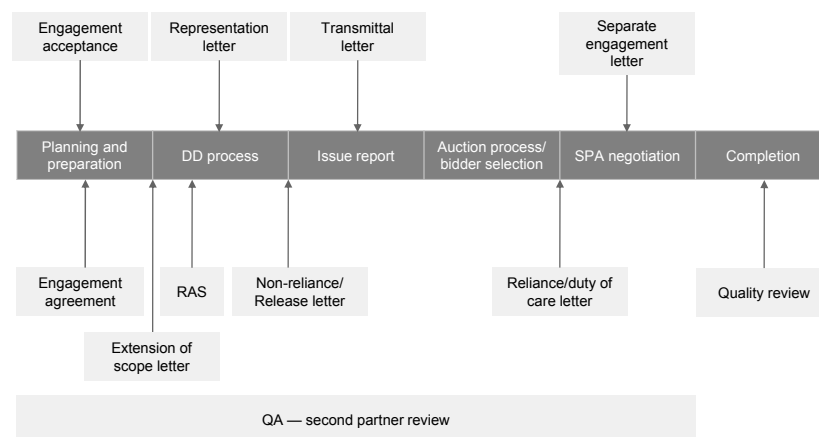 Engagement
acceptance
Representation
letter
Transmittal
letter
Separate
engagement
letter
Planning and
preparation
DD process
Issue report
Auction process/
bidder selection
SPA negotiation
Completion
Engagement
agreement
RAS
Non-reliance/
Release letter
Reliance/duty of
care letter
Quality review
Extension of
scope letter
QA — second partner review